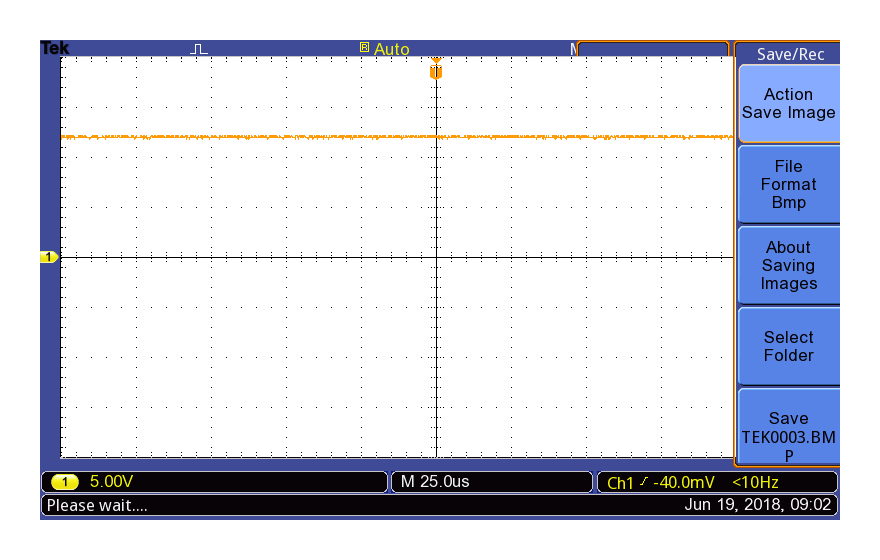 Tek
R Auto
M
Save/Rec
Action
Save Image
File
Format
Bmp
About
Saving
Images
Select
Folder
Save
TEK0003.BM
P
1
1 5.00V
M 25.0us
Ch1 -40.0mV <10Hz
Please wait....
Jun 19, 2018, 09:02